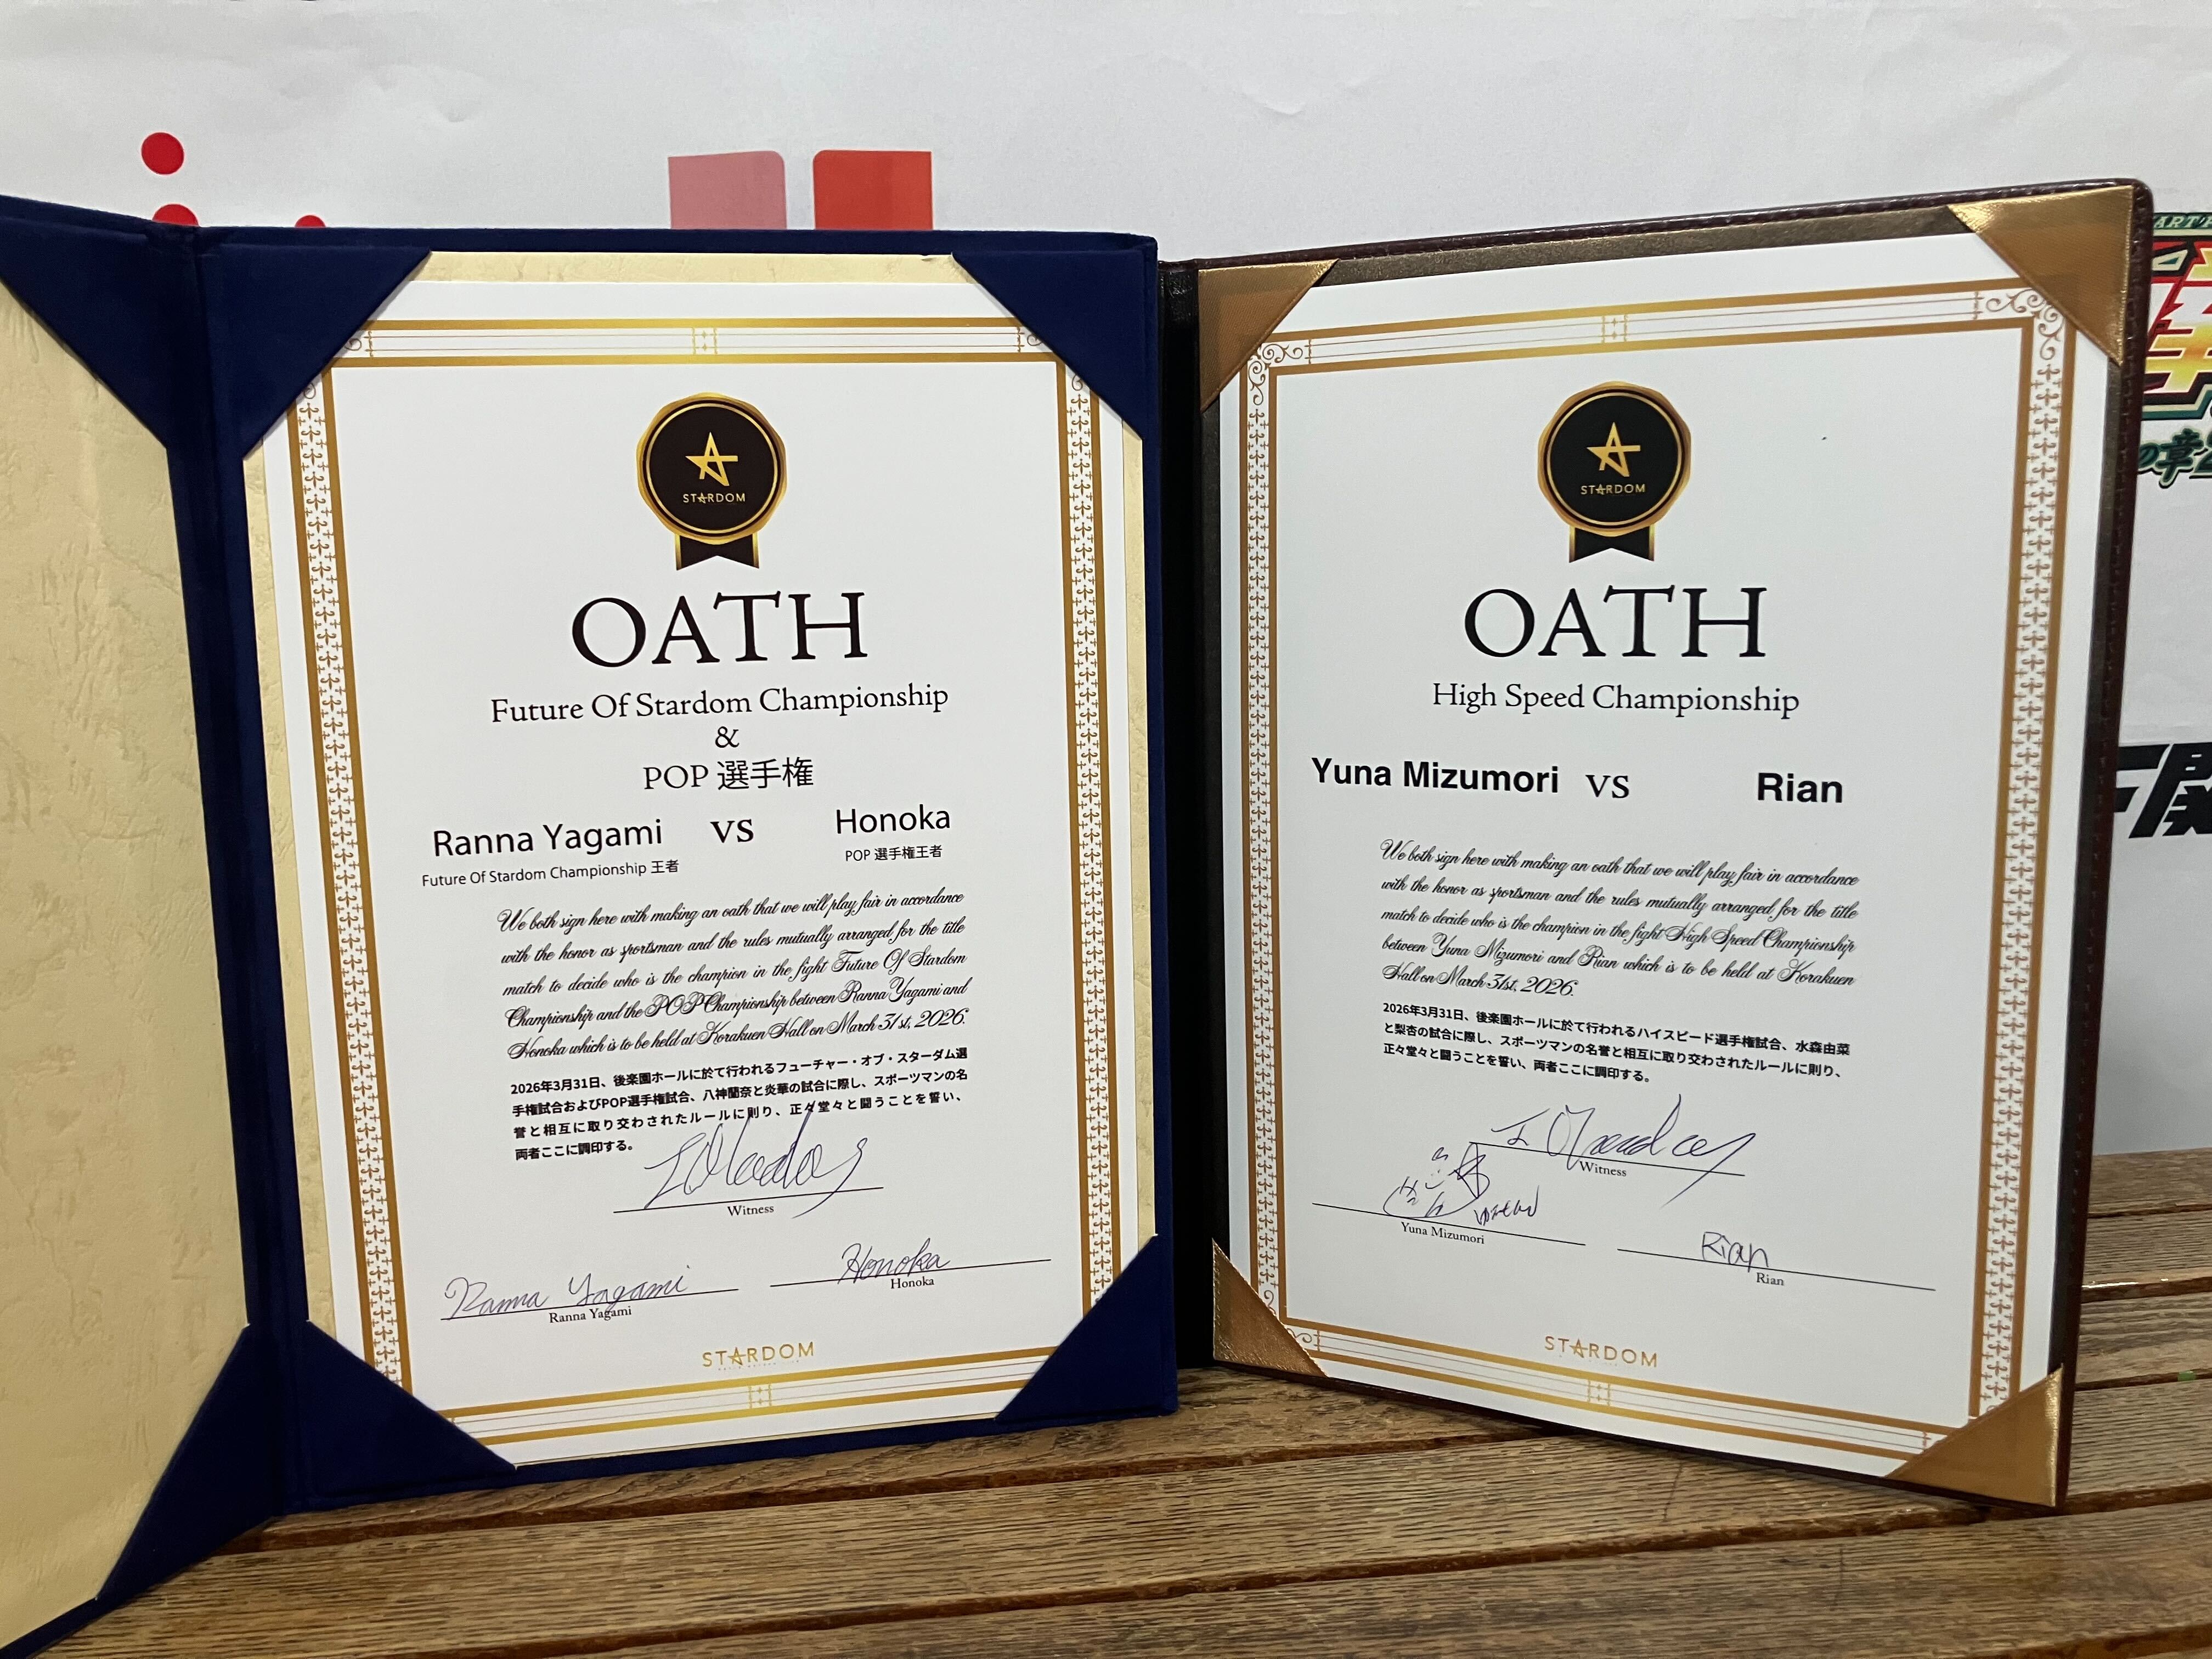 STARDOM
OATH
Future Of Stardom Championship
&
POP 選手権
Ranna Yagami VS Honoka
Future Of Stardom Championship 王者 POP 選手権王者
We both sign here with making an oath that we will play fair in accordance
with the honor as sportsman and the rules mutually arranged for the title
match to decide who is the champion in the fight Future Of Stardom
Championship and the POP Championship between Ranna Yagami and
Honoka which is to be held at Korakuen Hall on March 31st, 2026.
2026年3月31日、後楽園ホールに於て行われるフューチャー・オブ・スターダム選
手権試合およびPOP選手権試合、八神蘭奈と炎華の試合に際し、スポーツマンの名
誉と相互に取り交わされたルールに則り、正々堂々と闘うことを誓い、
両者ここに調印する。
Witness
Ranna Yagami Honoka
Ranna Yagami Honoka
STARDOM
STARDOM
OATH
High Speed Championship
Yuna Mizumori VS Rian
We both sign here with making an oath that we will play fair in accordance
with the honor as sportsman and the rules mutually arranged for the title
match to decide who is the champion in the fight High Speed Championship
between Yuna Mizumori and Rian which is to be held at Korakuen
Hall on March 31st, 2026.
2026年3月31日、後楽園ホールに於て行われるハイスピード選手権試合、水森由菜
と梨杏の試合に際し、スポーツマンの名誉と相互に取り交わされたルールに則り、
正々堂々と闘うことを誓い、両者ここに調印する。
Witness
Rian
Yuna Mizumori Rian
STARDOM
の章
関